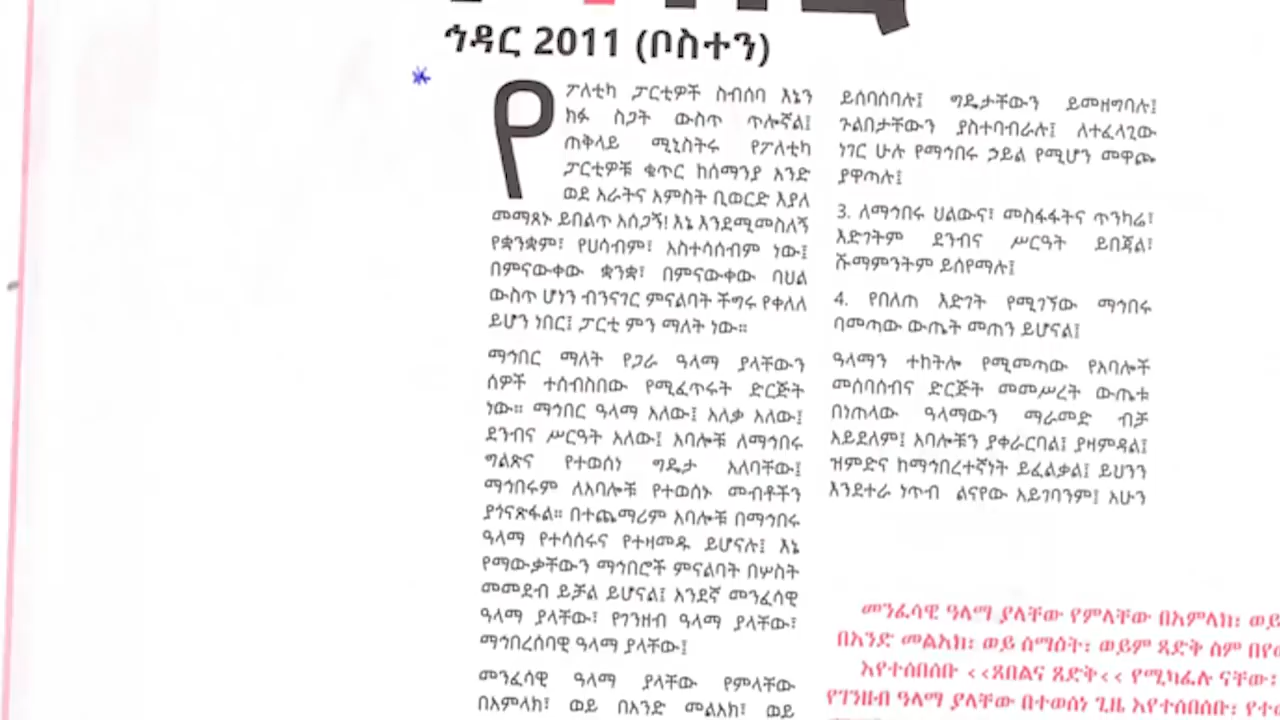 ኅዳር 2011 (ቦስተን)
የ
ፖለቲካ ፓርቲዎች ስብሰባ እኔን
ክፉ ስጋት ውስጥ ጥሎኛል፤
ጠቅላይ ሚኒስትሩ የፖለቲካ
ፓርቲዎቹ ቁጥር ከሰማንያ አንድ
ወደ አራትና አምስት ቢወርድ እያለ
መማጸኑ ይበልጥ አሰጋኝ! እኔ እንደሚመስለኝ
የቋንቋም፣ የሀሳብም፣ አስተሳሰብም ነው፤
በምናውቀው ቋንቋ፣ በምናውቀው ባህል
ውስጥ ሆነን ብንናገር ምናልባት ችግሩ የቀለለ
ይሆን ነበር፤ ፓርቲ ምን ማለት ነው።
ማኅበር ማለት የጋራ ዓላማ ያላቸውን
ሰዎች ተሰብስበው የሚፈጥሩት ድርጅት
ነው። ማኅበር ዓላማ አለው፤ አለቃ አለው፤
ደንብና ሥርዓት አለው፤ አባሎቹ ለማኅበሩ
ግልጽና የተወሰነ ግዴታ አለባቸው፤
ማኅበሩም ለአባሎቹ የተወሰኑ መብቶችን
ያጎናጽፋል። በተጨማሪም አባሎቹ በማኅበሩ
ዓላማ የተሳሰሩና የተዛመዱ ይሆናሉ፤ እኔ
የማውቃቸውን ማኅበሮች ምናልባት በሦስት
መመደብ ይቻል ይሆናል፤ አንደኛ መንፈሳዊ
ዓላማ ያላቸው፣ የገንዘብ ዓላማ ያላቸው፣
ማኅበረሰባዊ ዓላማ ያላቸው፤
መንፈሳዊ ዓላማ ያላቸው የምላቸው
በአምላክ፣ ወይ በአንድ መልአክ፣ ወይ
ይሰባሰባሉ፤ ግዴታቸውን ይመዘግባሉ፤
ጉልበታቸውን ያስተባብራሉ፤ ለተፈላጊው
ነገር ሁሉ የማኅበሩ ኃይል የሚሆን መዋጮ
ያዋጣሉ፤
3. ለማኅበሩ ህልውና፣ መስፋፋትና ጥንካሬ፣
እድገትም ደንብና ሥርዓት ይበጃል፣
ሹማምንትም ይሰየማሉ፤
4. የበለጠ እድገት የሚገኘው ማኅበሩ
ባመጣው ውጤት መጠን ይሆናል፤
ዓላማን ተከትሎ የሚመጣው የአባሎች
መሰባሰብና ድርጅት መመሥረት ውጤቱ
በነጠላው ዓላማውን ማራመድ ብቻ
አይደለም፤ አባሎቹን ያቀራርባል፤ ያዛምዳል፤
ዝምድና ከማኅበረተኛነት ይፈልቃል፤ ይህንን
እንደተራ ነጥብ ልናየው አይገባንም፤ አሁን
መንፈሳዊ ዓላማ ያላቸው የምላቸው በአምላክ፣
በአንድ መልአክ፣ ወይ ሰማዕት፣ ወይም ጻድቅ ስም
እየተሰበሰቡ <<ጸበልና ጸድቅ<< የሚካፈሉ ናቸው፣
የገንዘብ ዓላማ ያላቸው በተወሰነ ጊዜ እየተሰበሰቡ፣